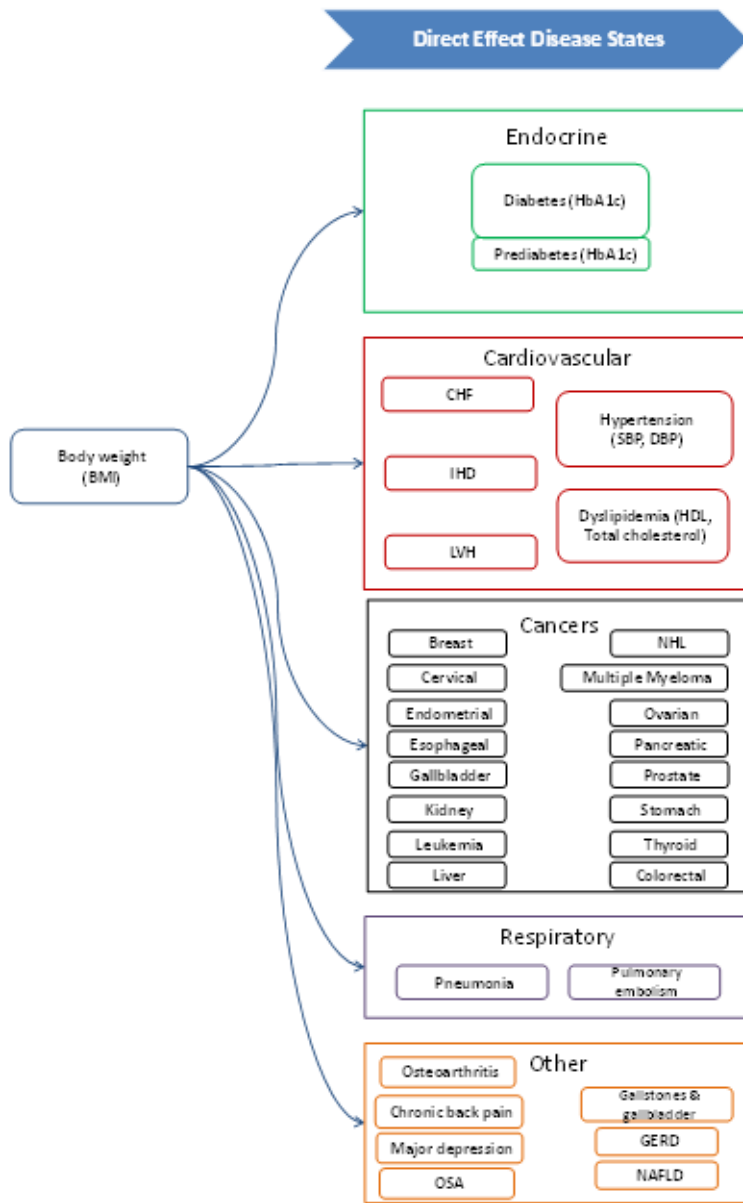 Direct Effect Disease States
Endocrine
Diabetes (HbA1c)
Prediabetes (HbA1c)
Body weight
(BMI)
Cardiovascular
CHF
IHD
LVH
Hypertension
(SBP, DBP)
Dyslipidemia (HDL,
Total cholesterol)
Cancers
Breast
Cervical
Endometrial
Esophageal
Gallbladder
Kidney
Leukemia
Liver
NHL
Multiple Myeloma
Ovarian
Pancreatic
Prostate
Stomach
Thyroid
Colorectal
Respiratory
Pneumonia
Pulmonary
embolism
Other
Osteoarthritis
Chronic back pain
Major depression
OSA
Gallstones &
gallbladder
GERD
NAFLD